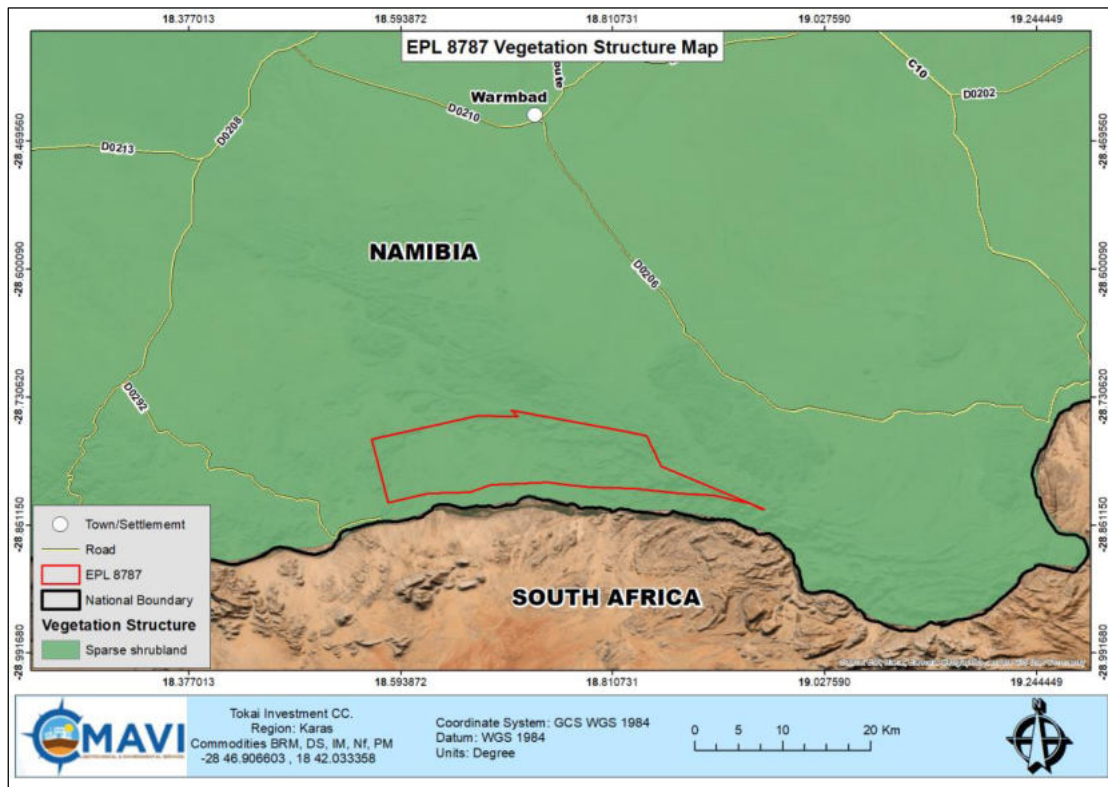 18.377013
18.593872
18.810731
19.027590
19.244449
EPL 8787 Vegetation Structure Map
Warmbad
oute
C10
D0202
D0210
D0208
D0213
D0206
D0292
NAMIBIA
SOUTH AFRICA
-28.469560
-28.600090
-28.730620
-28.861150
-28.991680
-28.469560
-28.600090
-28.730620
-28.861150
-28.991680
Town/Settlememt
Road
EPL 8787
National Boundary
Vegetation Structure
Sparse shrubland
18.377013
18.593872
18.810731
19.027590
19.244449
MAVI
Tokai Investment CC.
Region: Karas
Commodities BRM, DS, IM, Nf, PM
-28 46.906603 , 18 42.033358
Coordinate System: GCS WGS 1984
Datum: WGS 1984
Units: Degree
0 5 10 20 Km